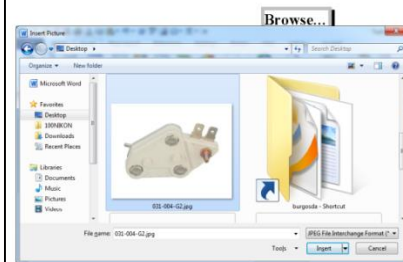 Browse...
Insert Picture
Desktop
Search Desktop
Organize
New folder
Microsoft Word
Favorites
Desktop
100NIKON
Downloads
Recent Places
Libraries
Documents
Music
Pictures
Videos
031-004-G2.jpg
burgosda - Shortcut
File name: 031-004-G2.jpg
JPEG File Interchange Format (*
Tools
Insert
Cancel